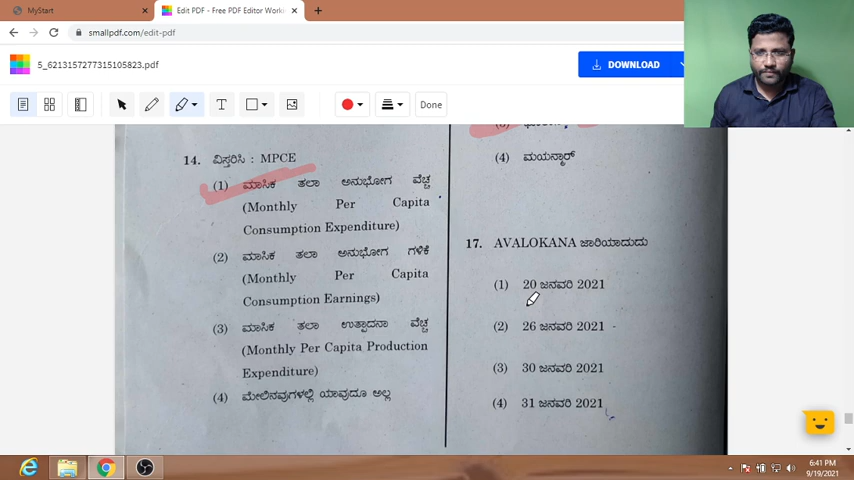 MyStart
Edit PDF - Free PDF Editor Worki
smallpdf.com/edit-pdf
5_6213157277315105823.pdf
DOWNLOAD
T
Done
14. ವಿಸ್ತರಿಸಿ : MPCE
(1) ಮಾಸಿಕ ತಲಾ ಅನುಭೋಗ ವೆಚ್ಚ
(Monthly Per Capita
Consumption Expenditure)
(2) ಮಾಸಿಕ ತಲಾ ಅನುಭೋಗ ಗಳಿಕೆ
(Monthly Per Capita
Consumption Earnings)
(3) ಮಾಸಿಕ ತಲಾ ಉತ್ಪಾದನಾ ವೆಚ್ಚ
(Monthly Per Capita Production
Expenditure)
(4) ಮೇಲಿನವುಗಳಲ್ಲಿ ಯಾವುದೂ ಅಲ್ಲ
(4) ಮಯನ್ಮಾರ್
17. AVALOKANA ಜಾರಿಯಾದುದು
(1) 20 ಜನವರಿ 2021
(2) 26 ಜನವರಿ 2021
(3) 30 ಜನವರಿ 2021
(4) 31 ಜನವರಿ 2021
6:41 PM
9/19/2021